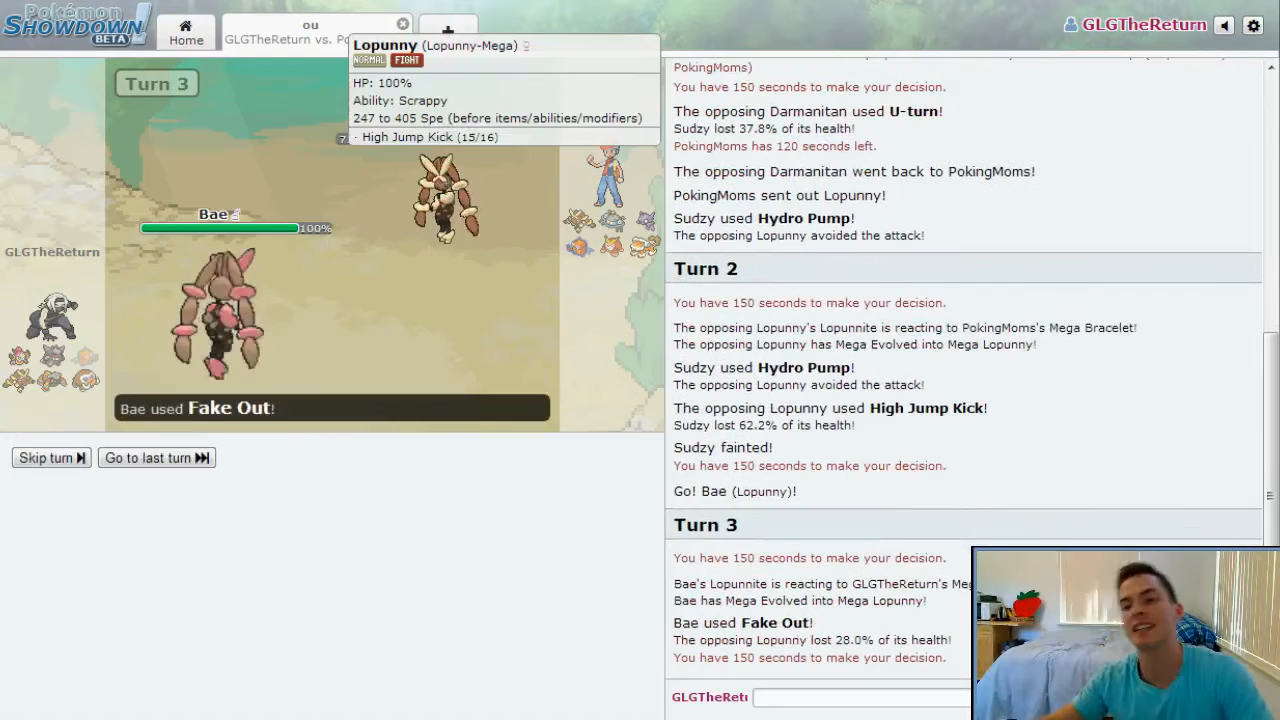 Pokémon
SHOWDOWN!
BETA
Home
ou
GLGTheReturn vs. Po
+
GLGTheReturn
Turn 3
Lopunny (Lopunny-Mega) ♀
NORMAL FIGHT
HP: 100%
Ability: Scrappy
247 to 405 Spe (before items/abilities/modifiers)
· High Jump Kick (15/16)
Bae
100%
GLGTheReturn
Bae used Fake Out!
Skip turn
Go to last turn
PokingMoms)
You have 150 seconds to make your decision.
The opposing Darmanitan used U-turn!
Sudzy lost 37.8% of its health!
PokingMoms has 120 seconds left.
The opposing Darmanitan went back to PokingMoms!
PokingMoms sent out Lopunny!
Sudzy used Hydro Pump!
The opposing Lopunny avoided the attack!
Turn 2
You have 150 seconds to make your decision.
The opposing Lopunny's Lopunnite is reacting to PokingMoms's Mega Bracelet!
The opposing Lopunny has Mega Evolved into Mega Lopunny!
Sudzy used Hydro Pump!
The opposing Lopunny avoided the attack!
The opposing Lopunny used High Jump Kick!
Sudzy lost 62.2% of its health!
Sudzy fainted!
You have 150 seconds to make your decision.
Go! Bae (Lopunny)!
Turn 3
You have 150 seconds to make your decision.
Bae's Lopunnite is reacting to GLGTheReturn's Meg
Bae has Mega Evolved into Mega Lopunny!
Bae used Fake Out!
The opposing Lopunny lost 28.0% of its health!
You have 150 seconds to make your decision.
GLGTheRetu